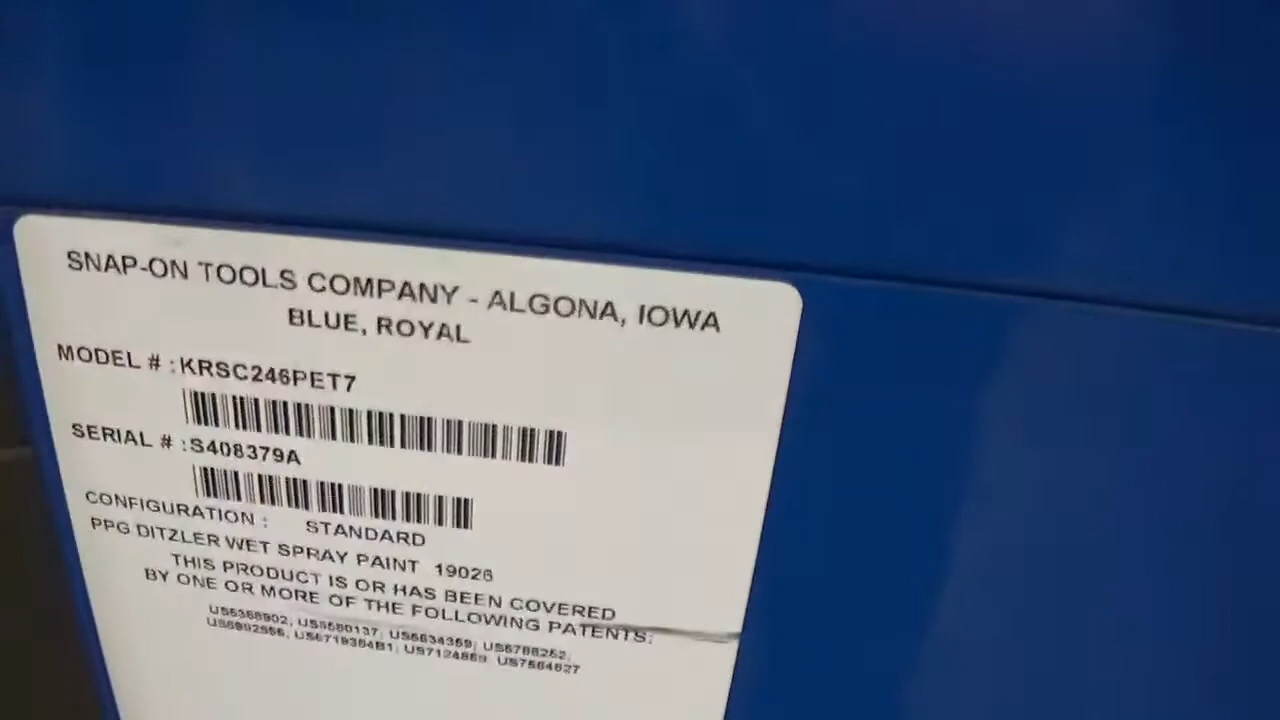 SNAP-ON TOOLS COMPANY - ALGONA, IOWA
BLUE, ROYAL
MODEL # : KRSC246PET7
SERIAL # : S408379A
CONFIGURATION : STANDARD
PPG DITZLER WET SPRAY PAINT 19026
THIS PRODUCT IS OR HAS BEEN COVERED
BY ONE OR MORE OF THE FOLLOWING PATENTS: